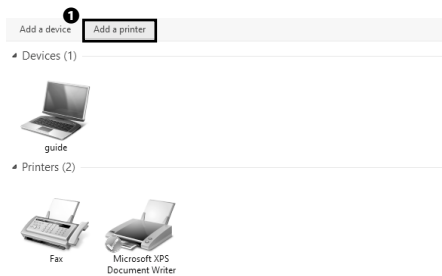 1
Add a device Add a printer
Devices (1)
guide
Printers (2)
Fax Microsoft XPS
Document Writer